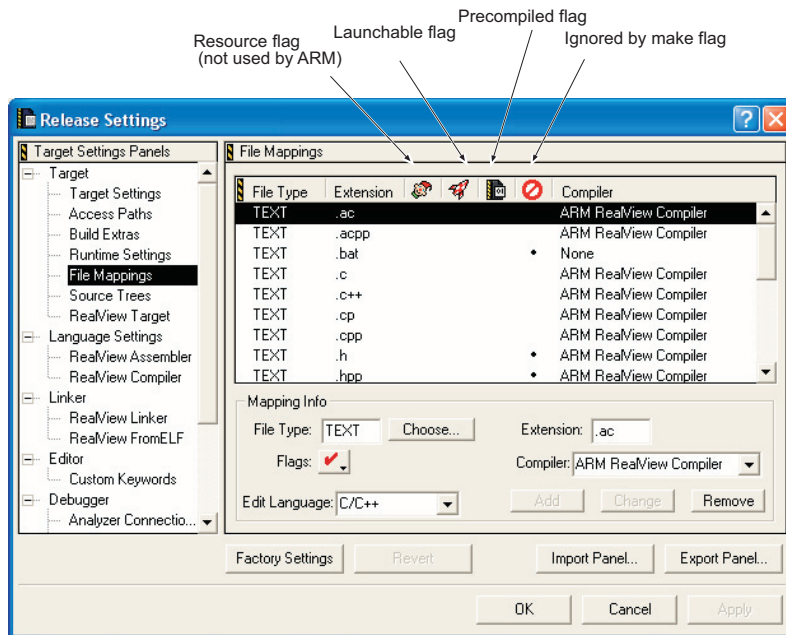 Precompiled flag
Launchable flag
Ignored by make flag
Resource flag
(not used by ARM)
Release Settings
Target Settings Panels
File Mappings
Target
Target Settings
Access Paths
Build Extras
Runtime Settings
File Mappings
Source Trees
RealView Target
Language Settings
RealView Assembler
RealView Compiler
Linker
RealView Linker
RealView FromELF
Editor
Custom Keywords
Debugger
Analyzer Connectio...
File Type Extension Compiler
TEXT .ac ARM RealView Compiler
TEXT .acpp ARM RealView Compiler
TEXT .bat • None
TEXT .c ARM RealView Compiler
TEXT .c++ ARM RealView Compiler
TEXT .cp ARM RealView Compiler
TEXT .cpp ARM RealView Compiler
TEXT .h • ARM RealView Compiler
TEXT .hpp • ARM RealView Compiler
Mapping Info
File Type: TEXT Choose... Extension: .ac
Flags: Compiler: ARM RealView Compiler
Edit Language: C/C++ Add Change Remove
Factory Settings Revert Import Panel... Export Panel...
OK Cancel Apply